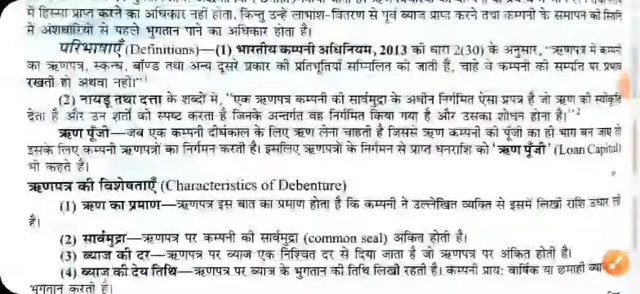 में हिस्सा प्राप्त करने का अधिकार नहीं होता, किन्तु उन्हें लाभांश-वितरण से पूर्व ब्याज प्राप्त करने तथा कम्पनी के समापन की स्थिति
में अंशधारियों से पहले भुगतान पाने का अधिकार होता है।
परिभाषाएँ (Definitions)—(1) भारतीय कम्पनी अधिनियम, 2013 की धारा 2(30) के अनुसार, "ऋणपत्र में कम्पनी
का ऋणपत्र, स्कन्ध, बॉण्ड तथा अन्य दूसरे प्रकार की प्रतिभूतियाँ सम्मिलित की जाती हैं, चाहे वे कम्पनी की सम्पत्ति पर प्रभाव
रखती हों अथवा नहीं।"1
(2) नायडू तथा दत्ता के शब्दों में, "एक ऋणपत्र कम्पनी की सार्वमुद्रा के अधीन निर्गमित ऐसा प्रपत्र है जो ऋण की स्वीकृति
देता है और उन शर्तों को स्पष्ट करता है जिनके अन्तर्गत वह निर्गमित किया गया है और उसका शोधन होना है।"2
ऋण पूँजी—जब एक कम्पनी दीर्घकाल के लिए ऋण लेना चाहती है जिससे ऋण कम्पनी की पूँजी का ही भाग बन जाए तो
इसके लिए कम्पनी ऋणपत्रों का निर्गमन करती है। इसलिए ऋणपत्रों के निर्गमन से प्राप्त धनराशि को 'ऋण पूँजी' (Loan Capital)
भी कहते हैं।
ऋणपत्र की विशेषताएँ (Characteristics of Debenture)
(1) ऋण का प्रमाण—ऋणपत्र इस बात का प्रमाण होता है कि कम्पनी ने उल्लेखित व्यक्ति से इसमें लिखी राशि उधार ली
है।
(2) सार्वमुद्रा—ऋणपत्र पर कम्पनी की सार्वमुद्रा (common seal) अंकित होती है।
(3) ब्याज की दर—ऋणपत्र पर ब्याज एक निश्चित दर से दिया जाता है जो ऋणपत्र पर अंकित होती है।
(4) ब्याज की देय तिथि—ऋणपत्र पर ब्याज के भुगतान की तिथि लिखी रहती है। कम्पनी प्रायः वार्षिक या छमाही
भुगतान करती है।